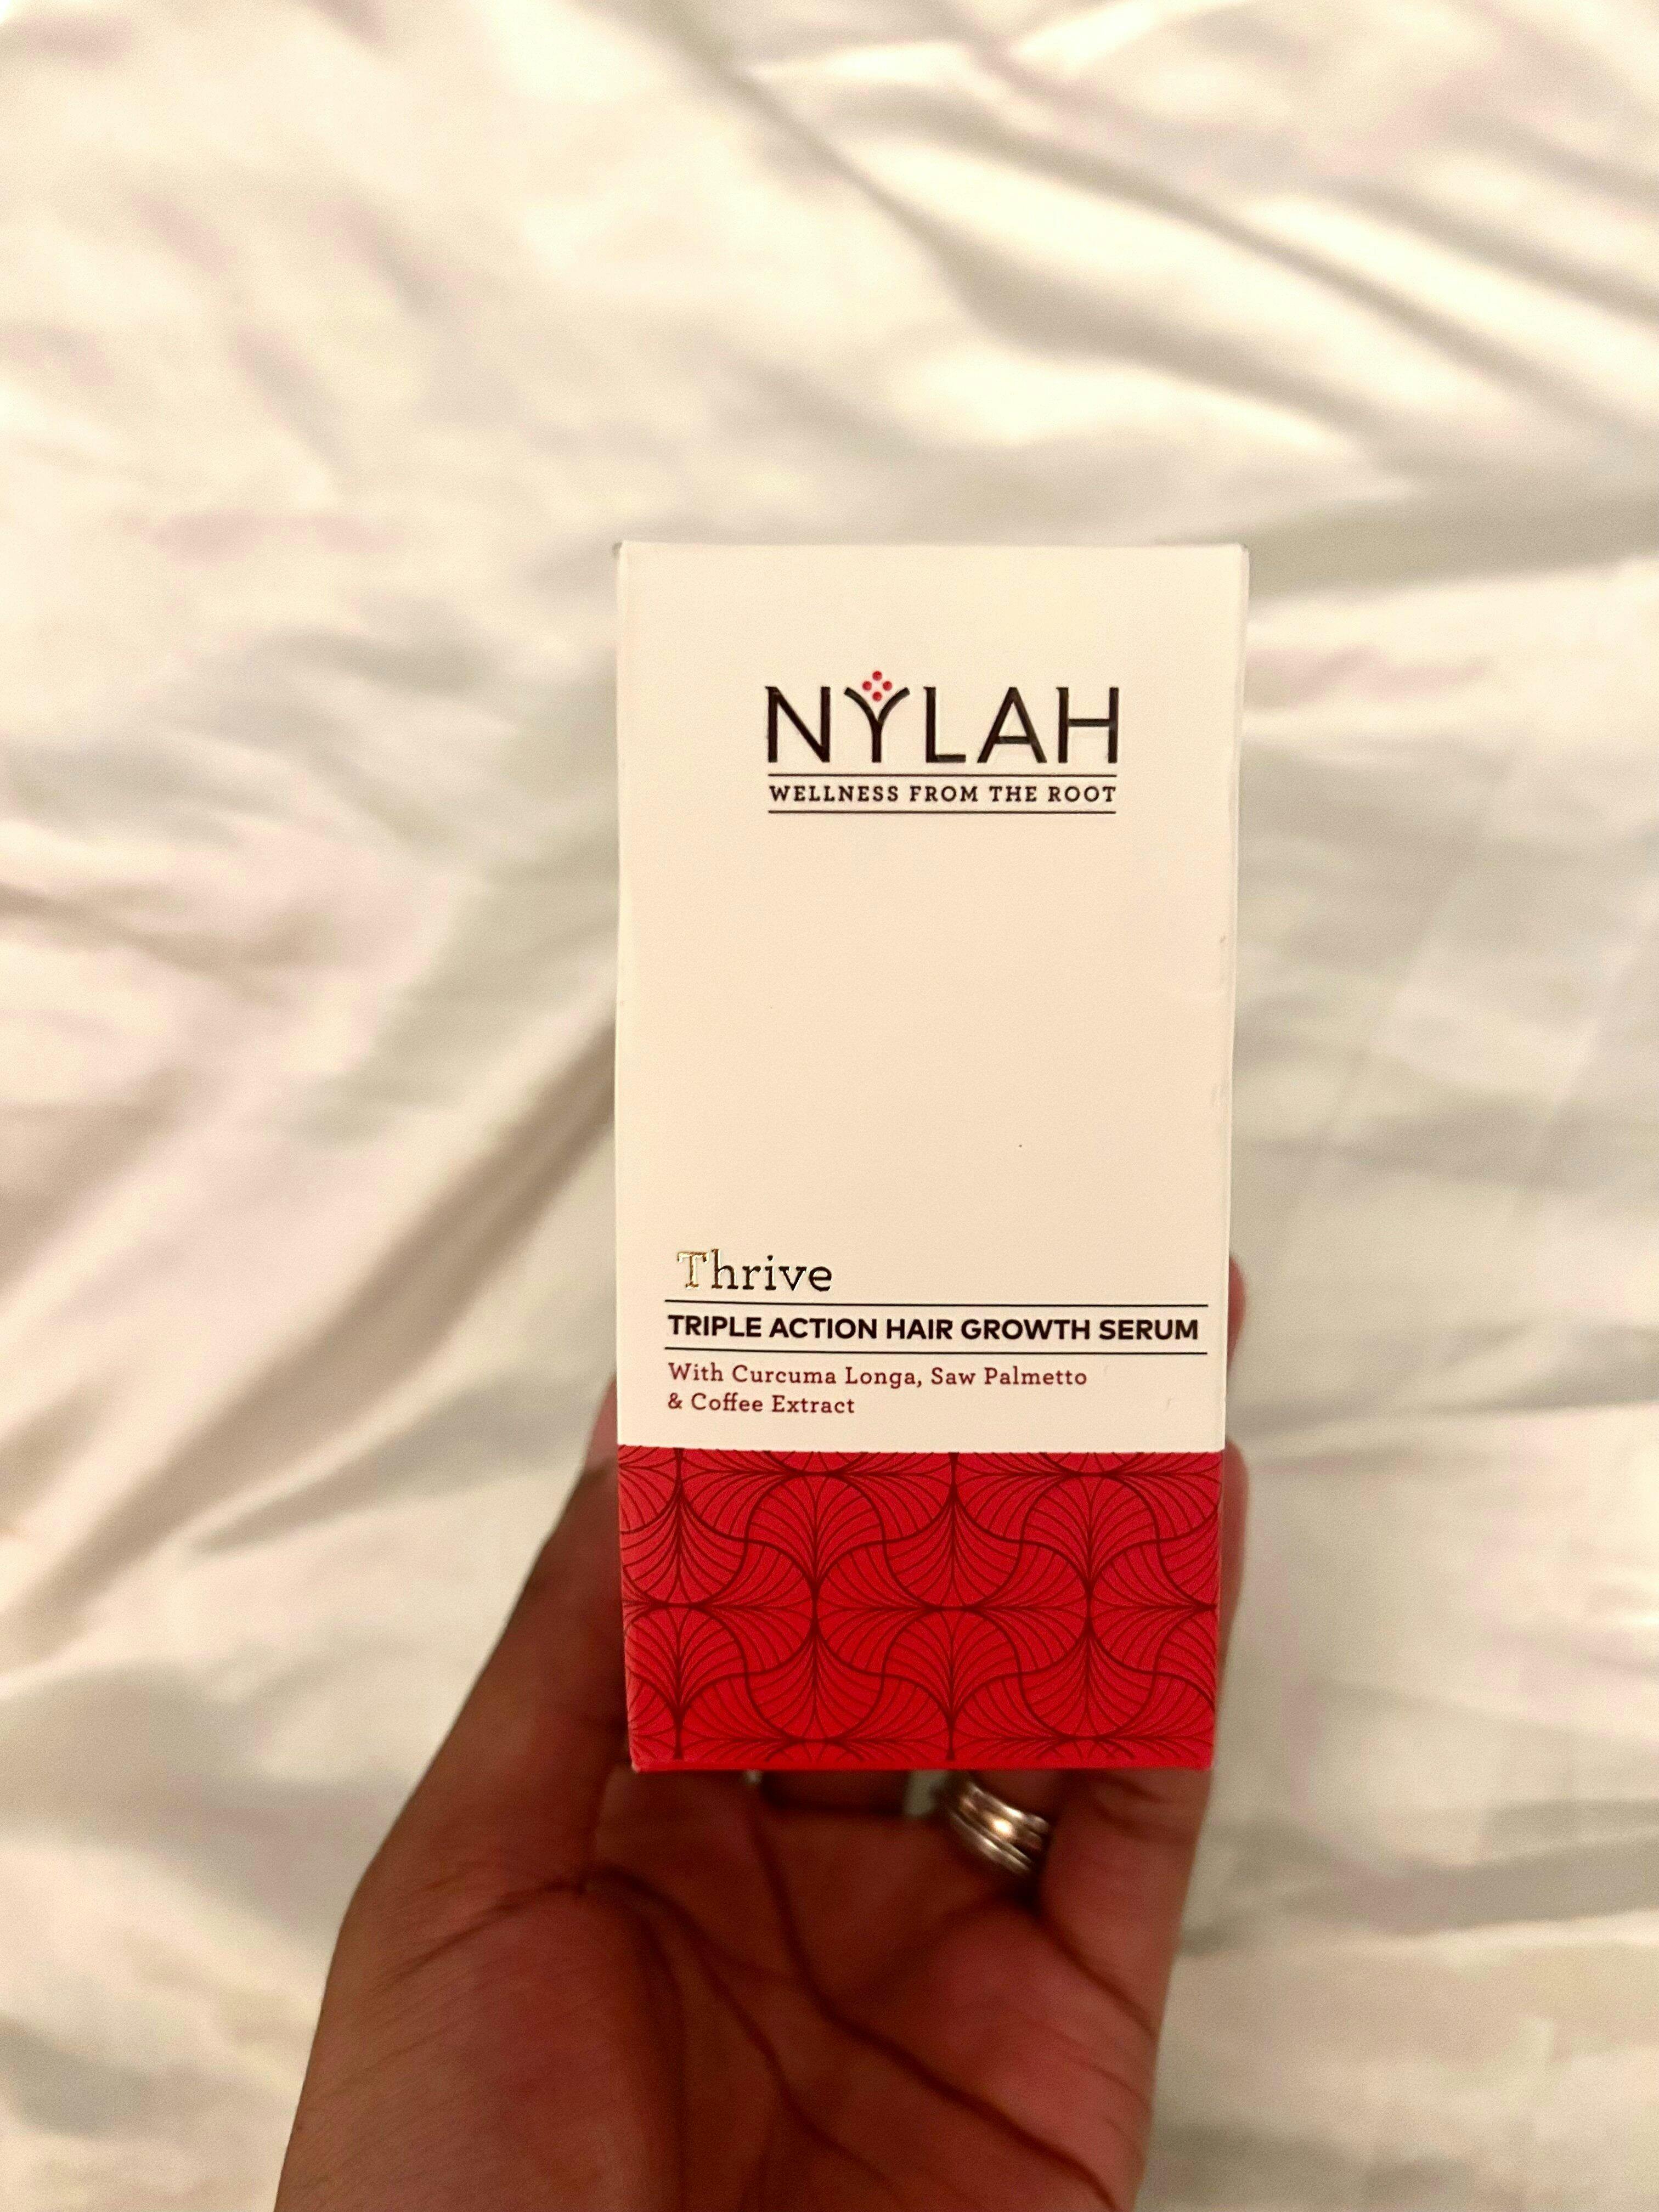 NYLAH
WELLNESS FROM THE ROOT
Thrive
TRIPLE ACTION HAIR GROWTH SERUM
With Curcuma Longa, Saw Palmetto
& Coffee Extract